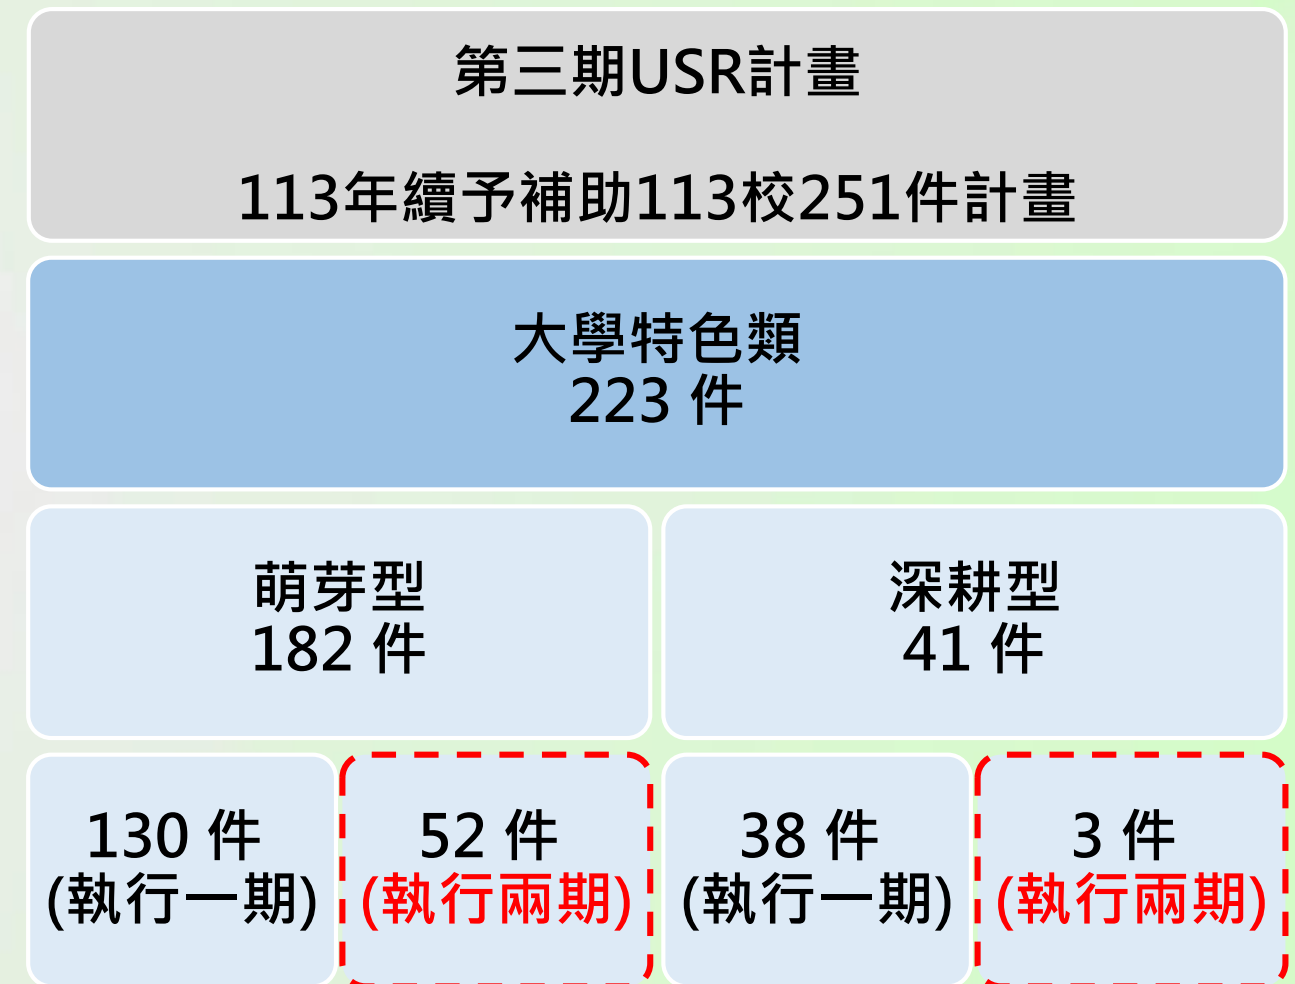 第三期USR計畫
113年續予補助113校251件計畫
大學特色類
223 件
萌芽型
182 件
深耕型
41 件
130 件
(執行一期)
52 件
(執行兩期)
38 件
(執行一期)
3 件
(執行兩期)